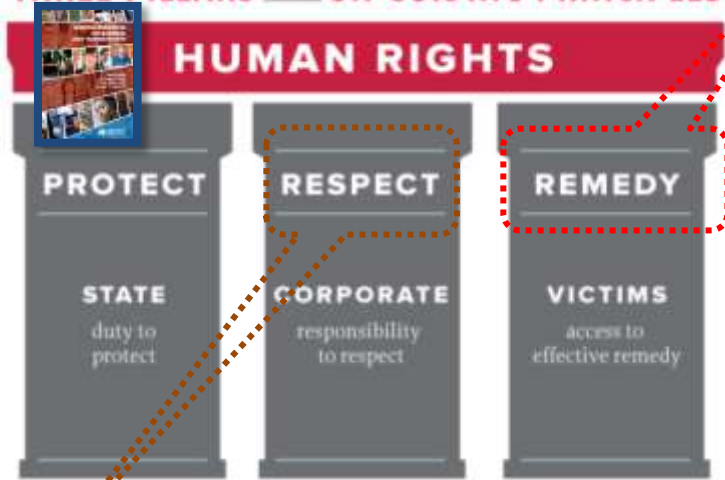 HUMAN RIGHTS
PROTECT
STATE
duty to
protect
RESPECT
CORPORATE
responsibility
to respect
REMEDY
VICTIMS
access to
effective remedy